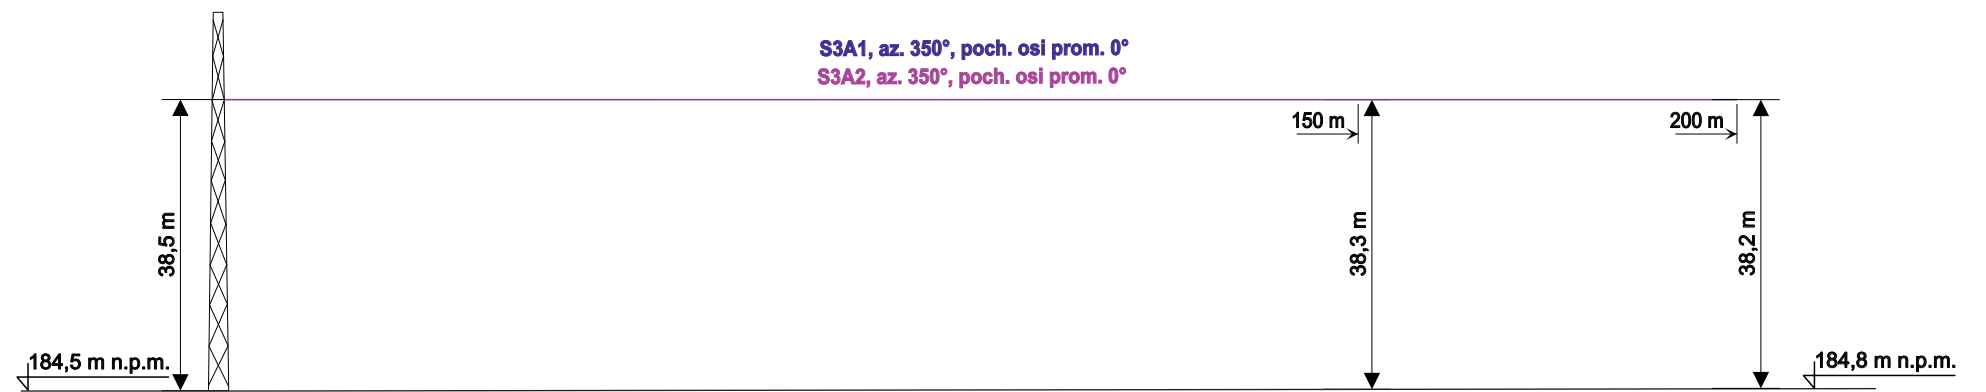 S3A1, az. 350°, poch. osi prom. 0°
S3A2, az. 350°, poch. osi prom. 0°
150 m
200 m
38,5 m
38,3 m
38,2 m
184,5 m n.p.m.
184,8 m n.p.m.